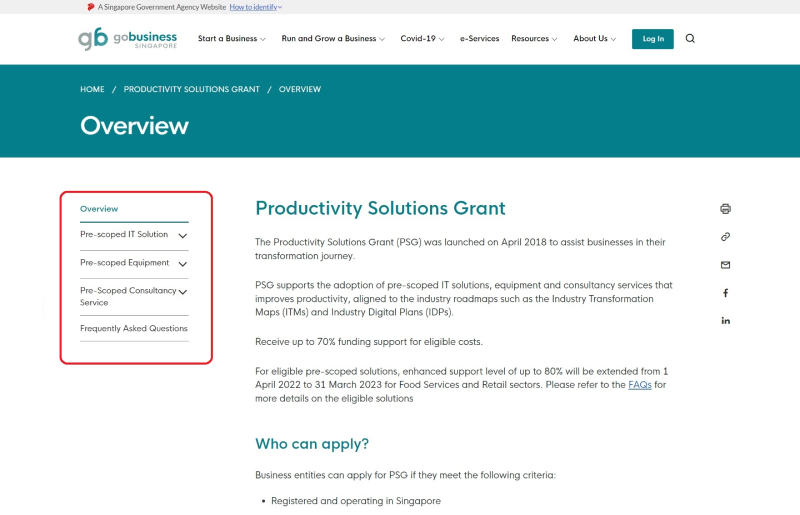 A Singapore Government Agency Website How to identify
gb gobusiness SINGAPORE
Start a Business Run and Grow a Business Covid-19 e-Services Resources About Us Log In
HOME / PRODUCTIVITY SOLUTIONS GRANT / OVERVIEW
Overview
Overview
Pre-scoped IT Solution
Pre-scoped Equipment
Pre-Scoped Consultancy
Service
Frequently Asked Questions
Productivity Solutions Grant
The Productivity Solutions Grant (PSG) was launched on April 2018 to assist businesses in their
transformation journey.
PSG supports the adoption of pre-scoped IT solutions, equipment and consultancy services that
improves productivity, aligned to the industry roadmaps such as the Industry Transformation
Maps (ITMs) and Industry Digital Plans (IDPs).
Receive up to 70% funding support for eligible costs.
For eligible pre-scoped solutions, enhanced support level of up to 80% will be extended from 1
April 2022 to 31 March 2023 for Food Services and Retail sectors. Please refer to the FAQs for
more details on the eligible solutions
Who can apply?
Business entities can apply for PSG if they meet the following criteria:
• Registered and operating in Singapore